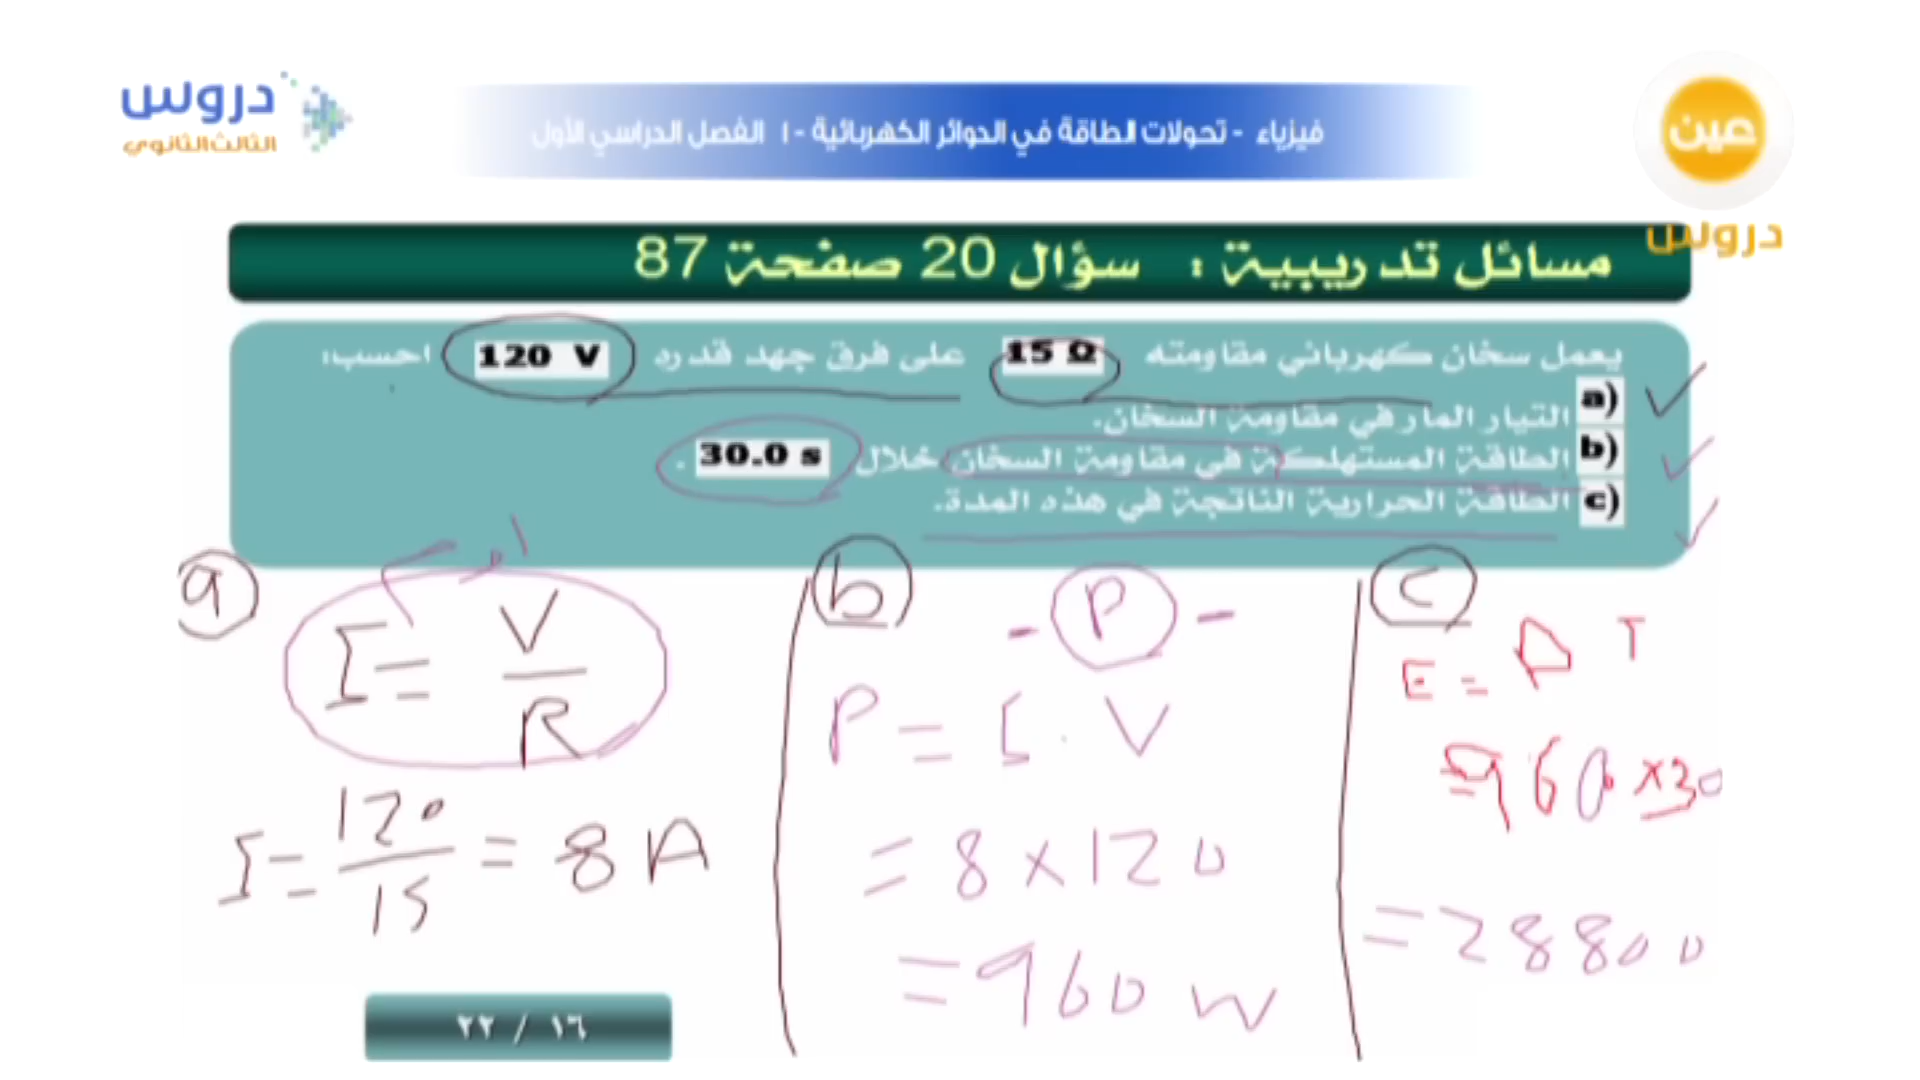 دروس
الثالث الثانوي
فيزياء - تحولات الطاقة في الدوائر الكهربائية - ١ الفصل الدراسي الأول
عين
دروس
مسائل تدريبية : سؤال 20 صفحة 87
يعمل سخان كهربائي مقاومته 15 Ω على فرق جهد قدره 120 V احسب:
a) التيار المار في مقاومة السخان.
b) الطاقة المستهلكة في مقاومة السخان خلال 30.0 s .
c) الطاقة الحرارية الناتجة في هذه المدة.
a
I = V / R
I = 120 / 15 = 8 A
b
- P -
P = I . V
= 8 × 120
= 960 W
c
E = P T
= 960 × 30
= 28800
١٦ / ٢٢